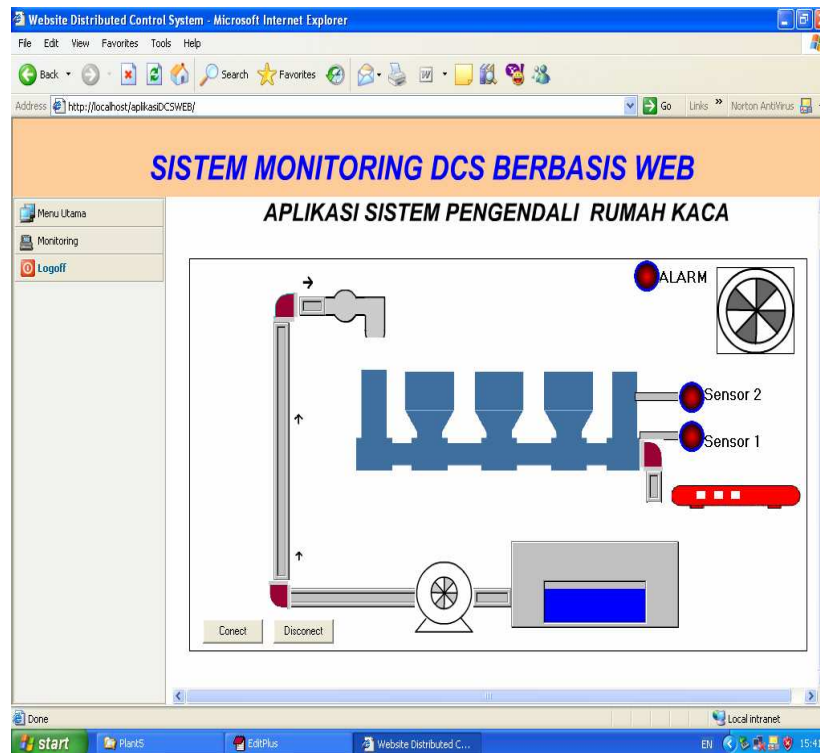 Website Distributed Control System - Microsoft Internet Explorer
File Edit View Favorites Tools Help
Back Search Favorites
Address http://localhost/aplikasiDCSWEB/ Go Links » Norton AntiVirus
SISTEM MONITORING DCS BERBASIS WEB
APLIKASI SISTEM PENGENDALI RUMAH KACA
Menu Utama
Monitoring
Logoff
ALARM
Sensor 2
Sensor 1
Conect Disconect
Done Local intranet
start Plant5 EditPlus Website Distributed C... EN 15:41